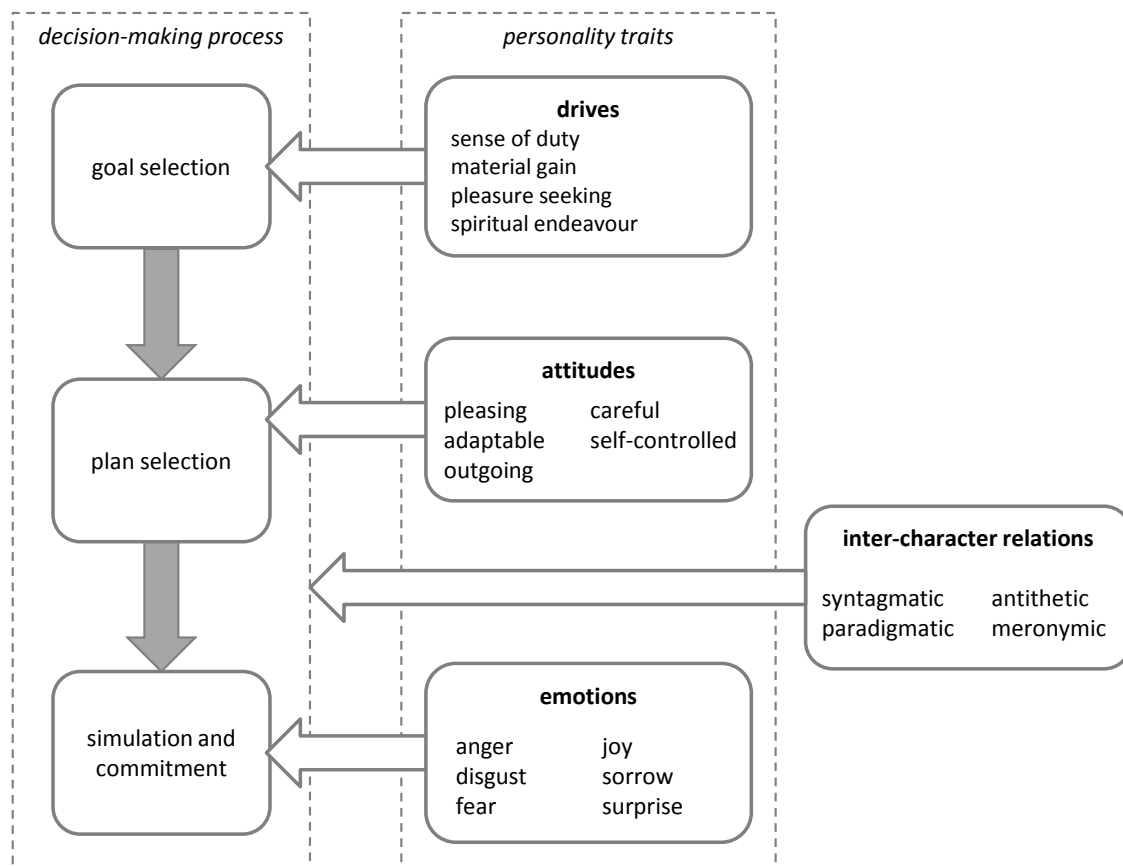 decision-making process
personality traits
goal selection
drives
sense of duty
material gain
pleasure seeking
spiritual endeavour
plan selection
attitudes
pleasing careful
adaptable self-controlled
outgoing
inter-character relations
syntagmatic antithetic
paradigmatic meronymic
simulation and
commitment
emotions
anger joy
disgust sorrow
fear surprise